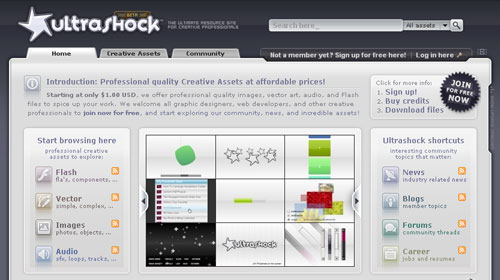 THE BETA ONE
ultrashock
THE ULTIMATE RESOURCE SITE
FOR CREATIVE PROFESSIONALS
Search here_
All assets
Home
Creative Assets
Community
Not a member yet? Sign up for free here!
Log in here
Introduction: Professional quality Creative Assets at affordable prices!
Starting at only $1.00 USD, we offer professional quality images, vector art, audio, and Flash
files to spice up your work. We welcome all graphic designers, web developers, and other creative
professionals to join now for free, and start exploring our community, news, and incredible assets!
Click for more info:
1. Sign up!
2. Buy credits
3. Download files
JOIN
FOR FREE
NOW
Start browsing here
professional creative
assets to explore:
Flash
fla's, components, ...
Vector
simple, complex, ...
Images
photos, objects, ...
Audio
sfx, loops, tracks, ...
ultrashock
Ultrashock shortcuts
interesting community
topics that matter:
News
industry related news
Blogs
member topics
Forums
community threads
Career
jobs and resumes